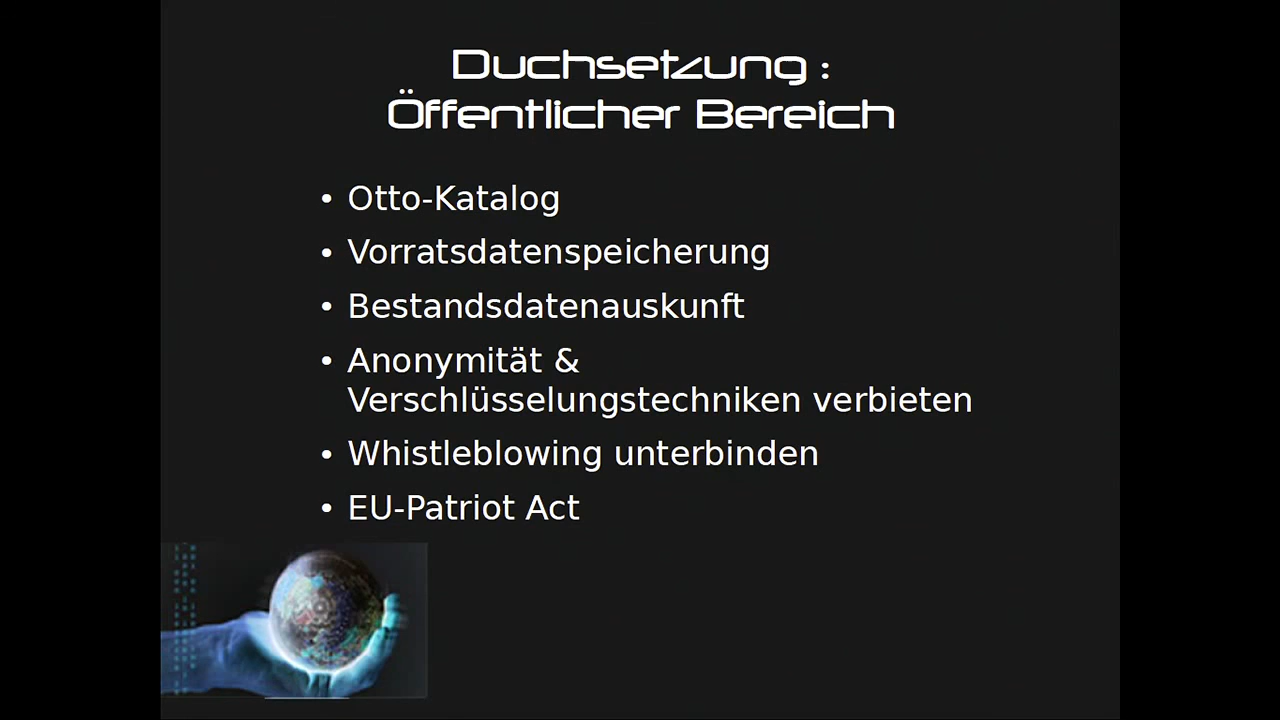 Duchsetzung :
Öffentlicher Bereich
• Otto-Katalog
• Vorratsdatenspeicherung
• Bestandsdatenauskunft
• Anonymität &
Verschlüsselungstechniken verbieten
• Whistleblowing unterbinden
• EU-Patriot Act